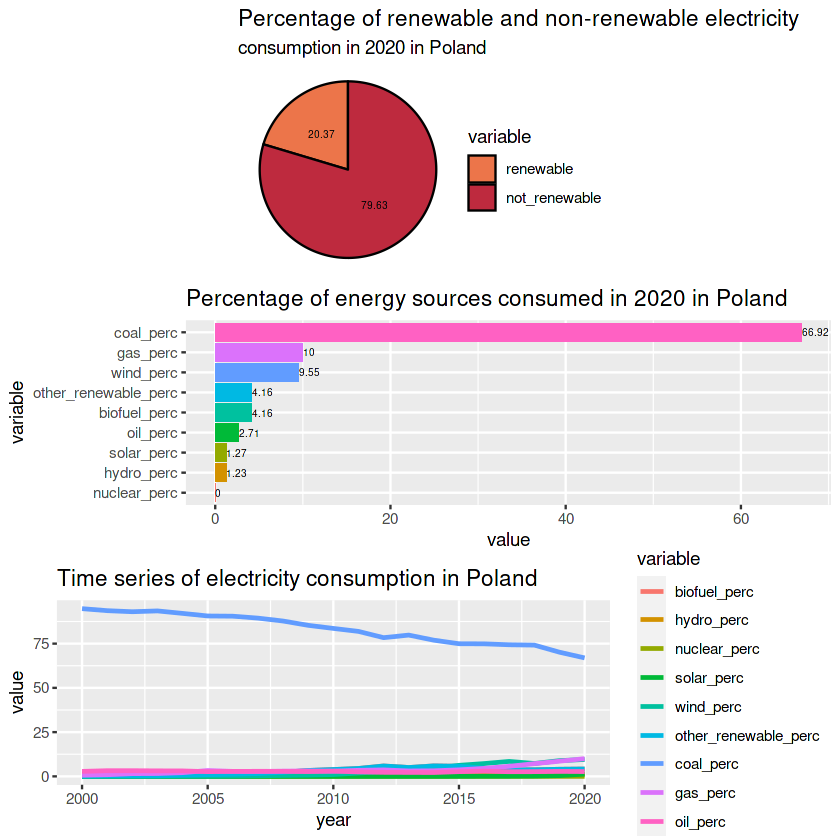 Percentage of renewable and non-renewable electricity
consumption in 2020 in Poland
20.37
79.63
variable
renewable
not_renewable
Percentage of energy sources consumed in 2020 in Poland
variable
coal_perc
66.92
gas_perc
10
wind_perc
9.55
other_renewable_perc
4.16
biofuel_perc
4.16
oil_perc
2.71
solar_perc
1.27
hydro_perc
1.23
nuclear_perc
0
0 20 40 60
value
Time series of electricity consumption in Poland
value
75
50
25
0
2000 2005 2010 2015 2020
year
variable
biofuel_perc
hydro_perc
nuclear_perc
solar_perc
wind_perc
other_renewable_perc
coal_perc
gas_perc
oil_perc